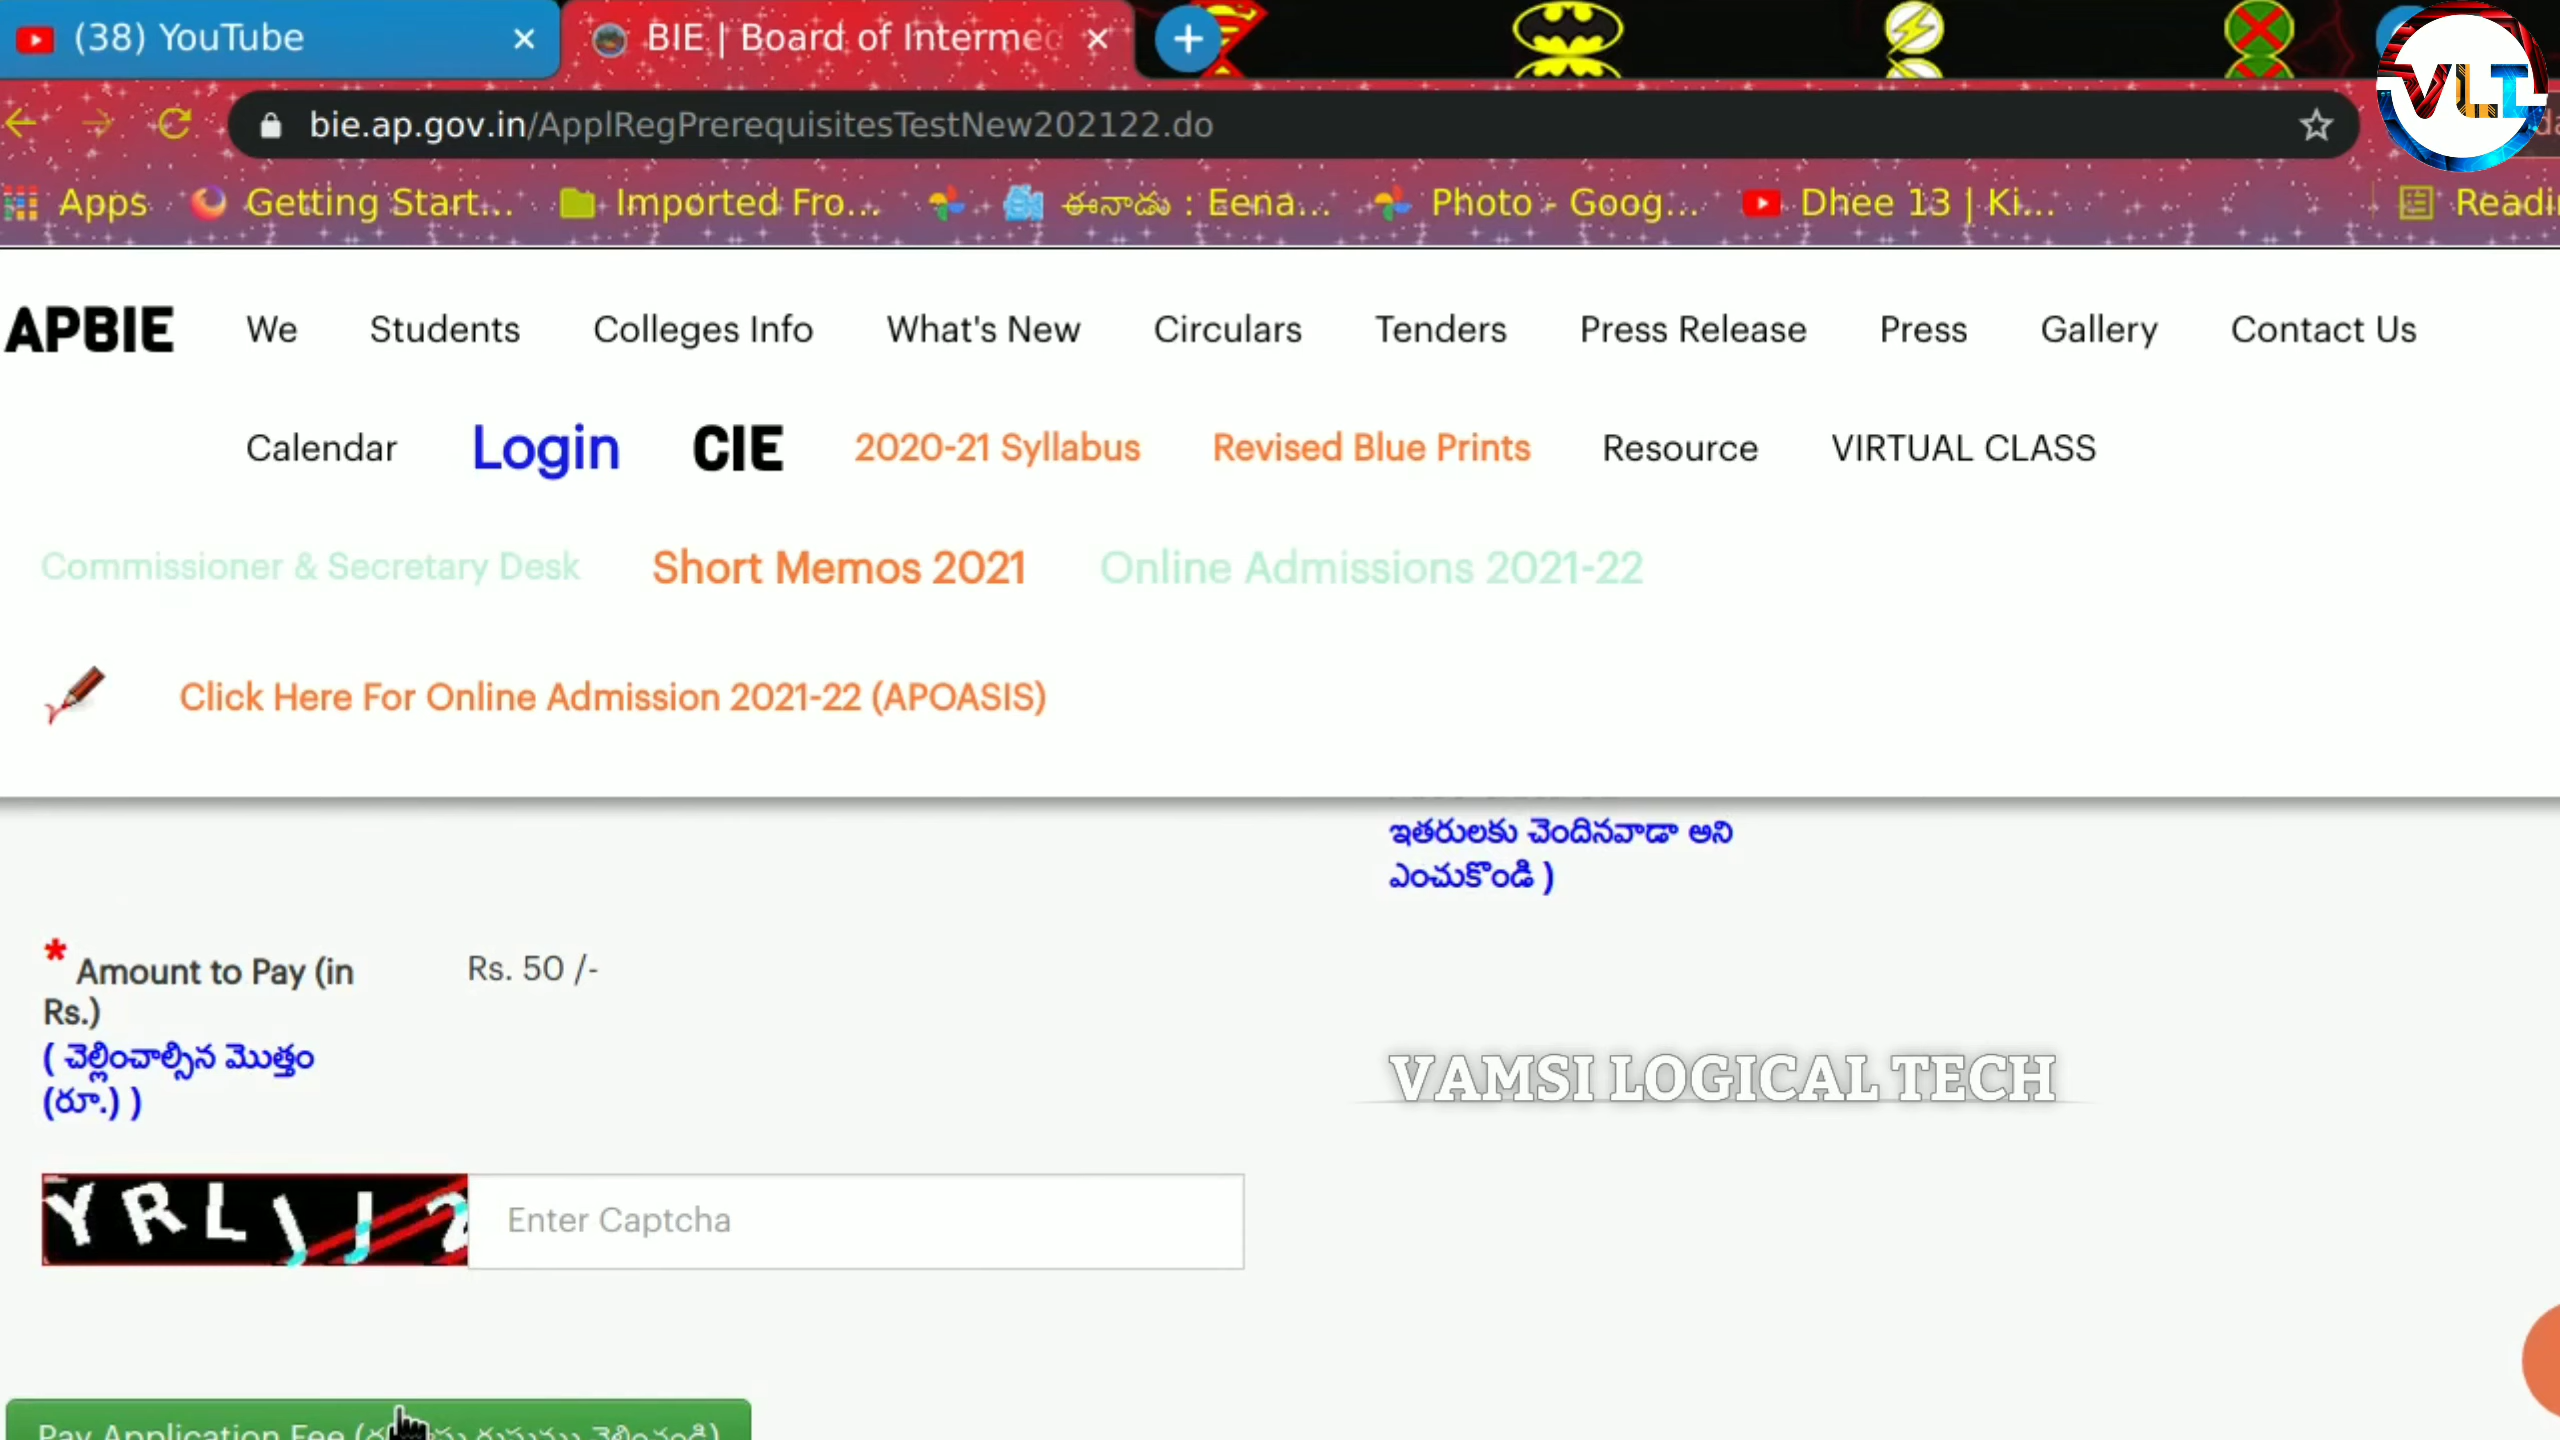 (38) YouTube
BIE | Board of Intermed
VLT
bie.ap.gov.in/ApplRegPrerequisitesTestNew202122.do
Apps
Getting Start...
Imported Fro...
ఈనాడు : Eena...
Photo - Goog...
Dhee 13 | Ki...
Readi
APBIE
We
Students
Colleges Info
What's New
Circulars
Tenders
Press Release
Press
Gallery
Contact Us
Calendar
Login
CIE
2020-21 Syllabus
Revised Blue Prints
Resource
VIRTUAL CLASS
Commissioner & Secretary Desk
Short Memos 2021
Online Admissions 2021-22
Click Here For Online Admission 2021-22 (APOASIS)
ఇతరులకు చెందినవాడా అని
ఎంచుకొండి )
* Amount to Pay (in
Rs.)
Rs. 50 /-
( చెల్లించాల్సిన మొత్తం
(రూ.) )
VAMSI LOGICAL TECH
YRLJJ2
Enter Captcha
Pay Application Fee